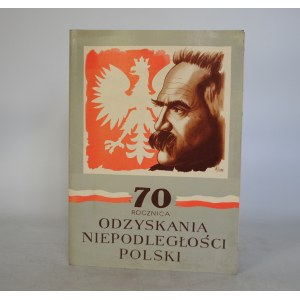 70
ROCZNICA
ODZYSKANIA
NIEPODLEGŁOŚCI
POLSKI